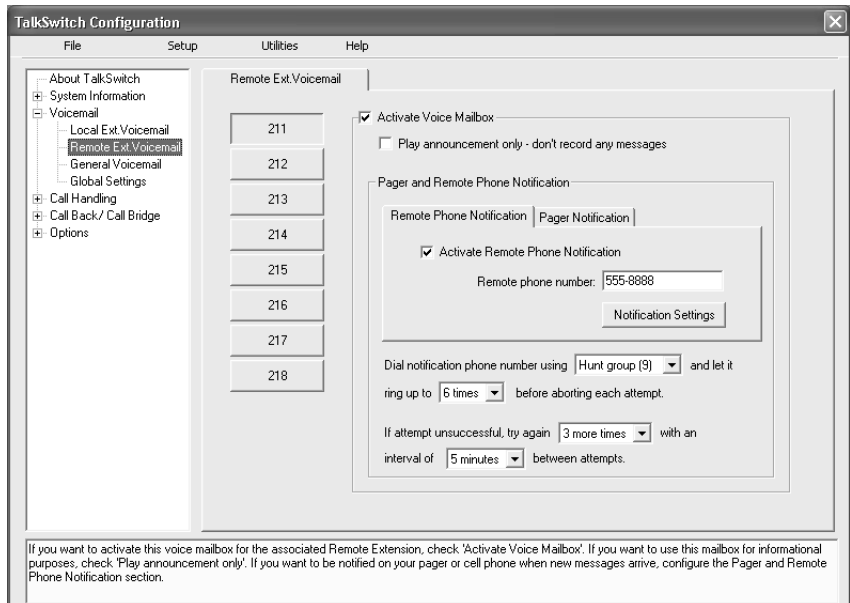 TalkSwitch Configuration
File Setup Utilities Help
About TalkSwitch
System Information
Voicemail
Local Ext.Voicemail
Remote Ext.Voicemail
General Voicemail
Global Settings
Call Handling
Call Back/ Call Bridge
Options
Remote Ext.Voicemail
211
212
213
214
215
216
217
218
Activate Voice Mailbox
Play announcement only - don't record any messages
Pager and Remote Phone Notification
Remote Phone Notification Pager Notification
Activate Remote Phone Notification
Remote phone number: 555-8888
Notification Settings
Dial notification phone number using Hunt group (9) and let it
ring up to 6 times before aborting each attempt.
If attempt unsuccessful, try again 3 more times with an
interval of 5 minutes between attempts.
If you want to activate this voice mailbox for the associated Remote Extension, check 'Activate Voice Mailbox'. If you want to use this mailbox for informational
purposes, check 'Play announcement only'. If you want to be notified on your pager or cell phone when new messages arrive, configure the Pager and Remote
Phone Notification section.